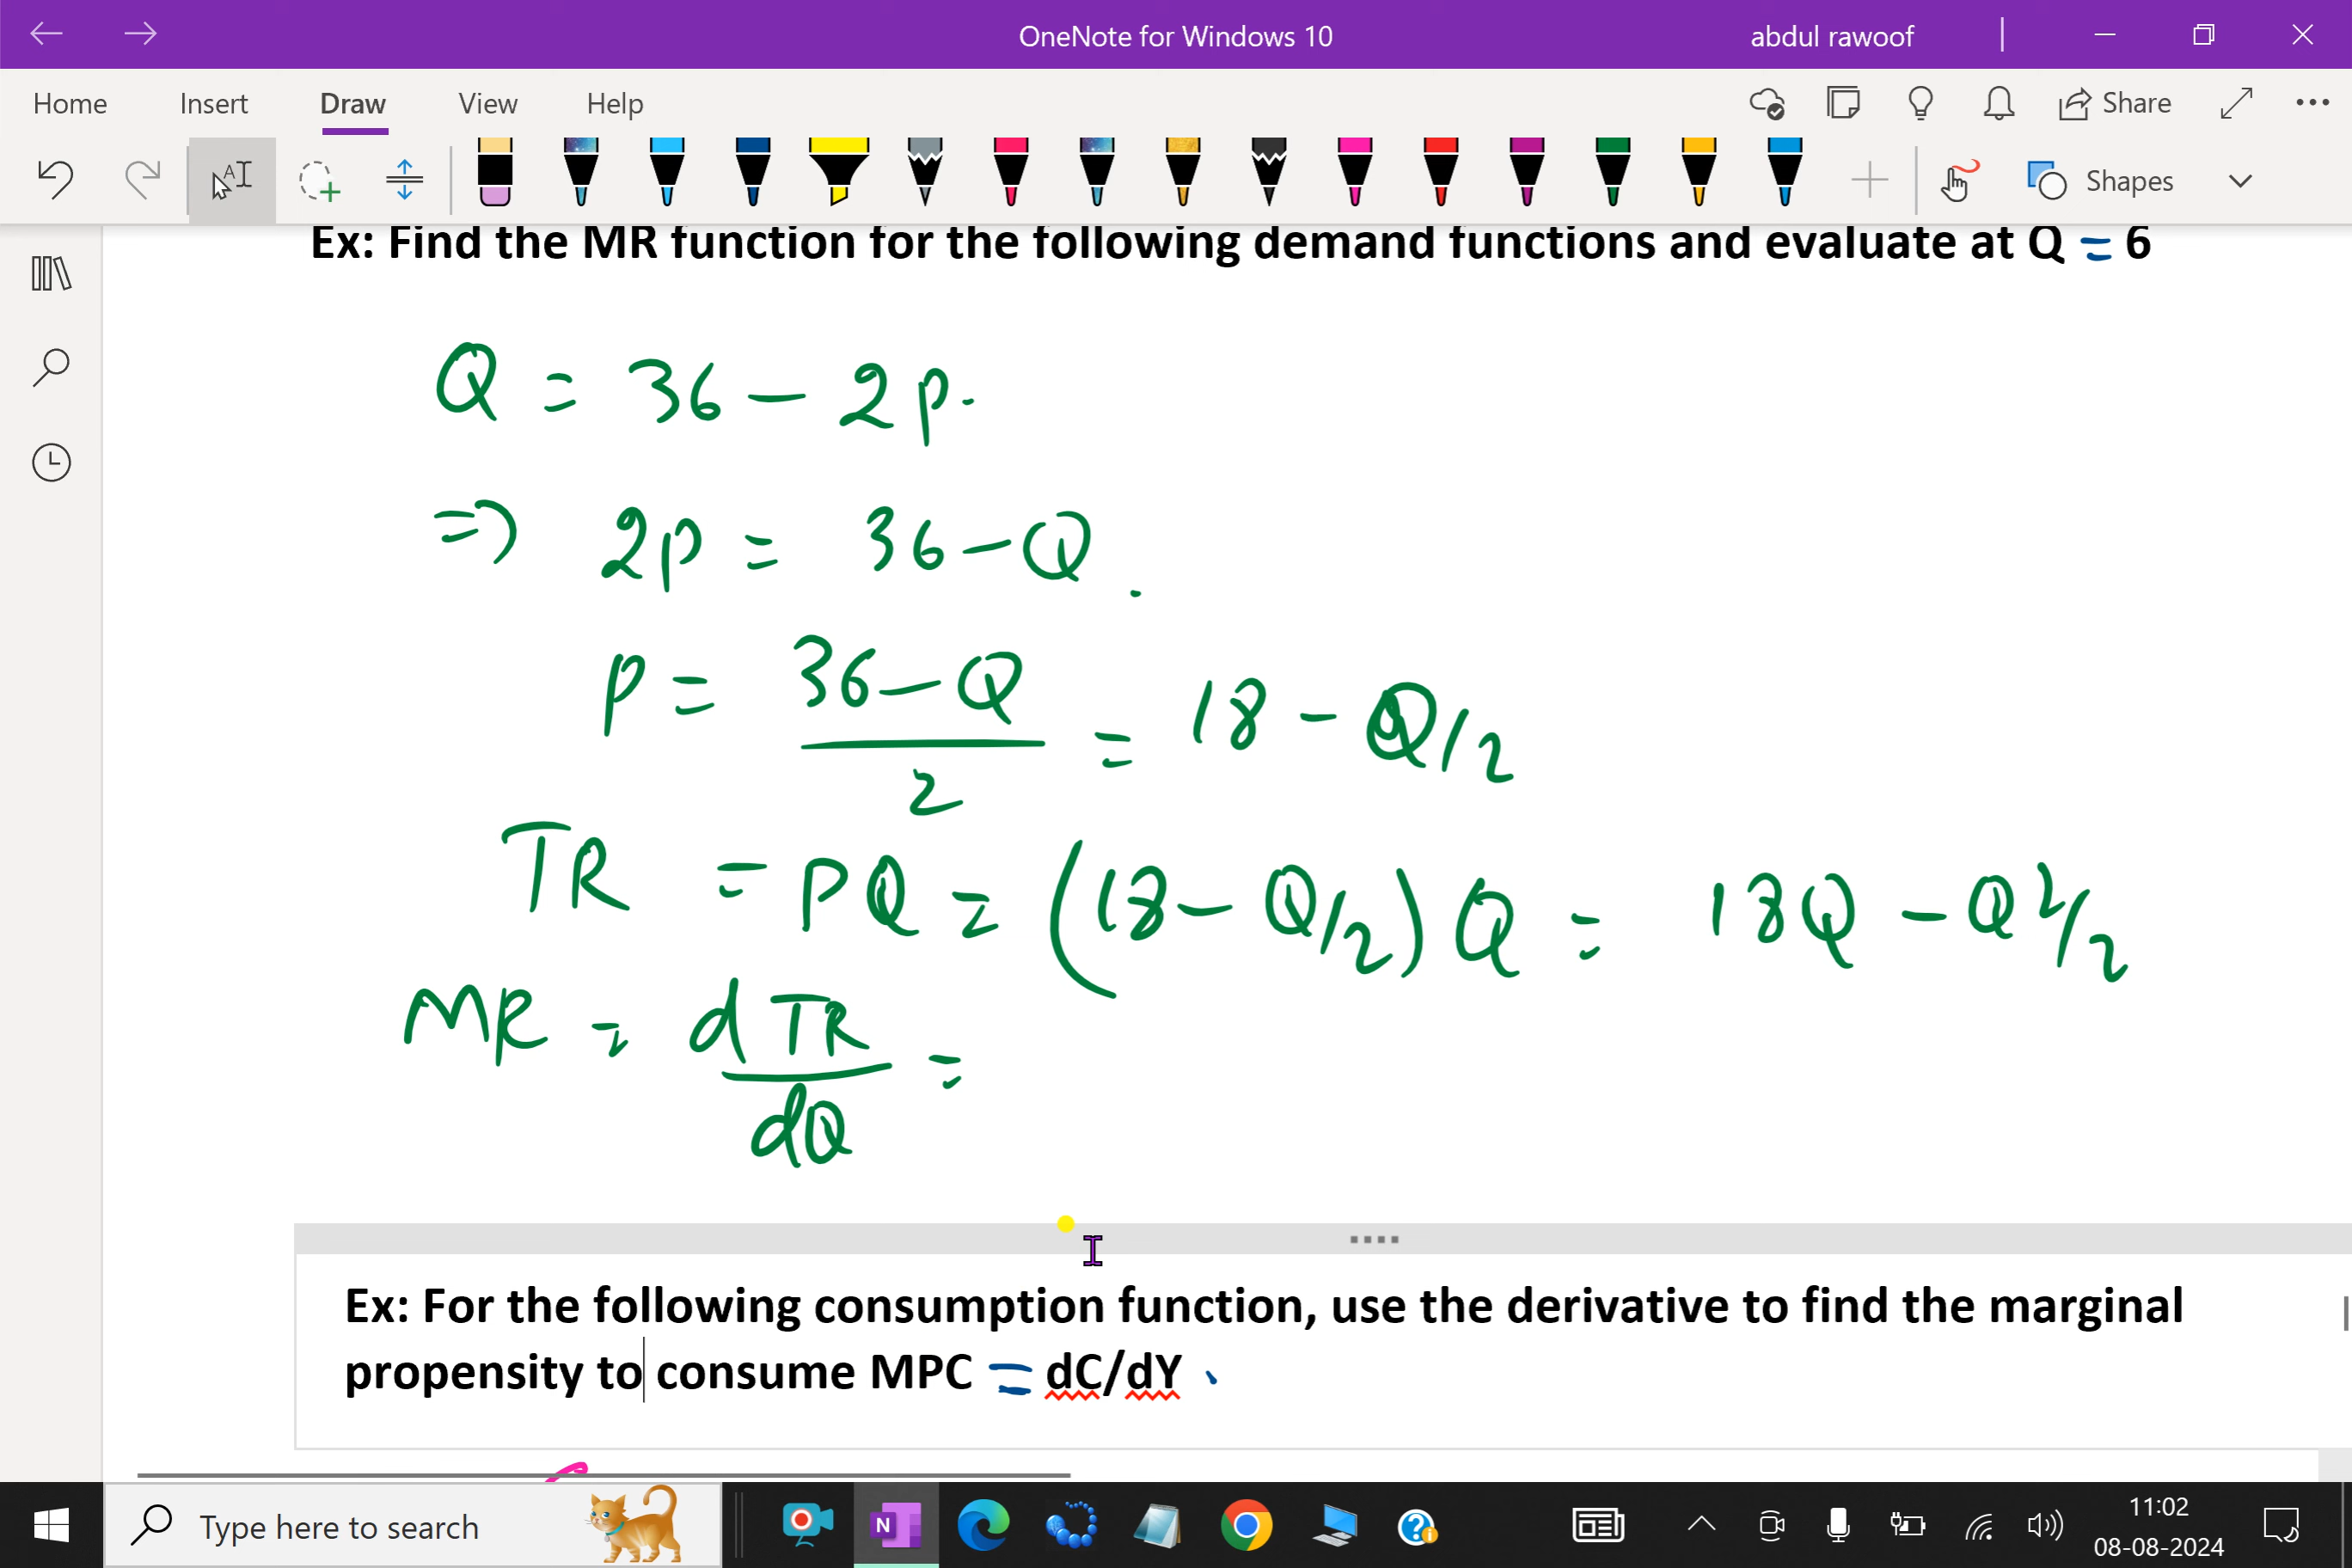 OneNote for Windows 10
abdul rawoof
Home Insert Draw View Help
Share
Shapes
Ex: Find the MR function for the following demand functions and evaluate at Q = 6
Q = 36 - 2p.
=> 2p = 36 - Q.
p = (36 - Q)/2 = 18 - Q/2
TR = PQ = (18 - Q/2) Q = 18Q - Q²/2
MR = dTR/dQ =
Ex: For the following consumption function, use the derivative to find the marginal
propensity to consume MPC = dC/dY .
Type here to search
11:02
08-08-2024